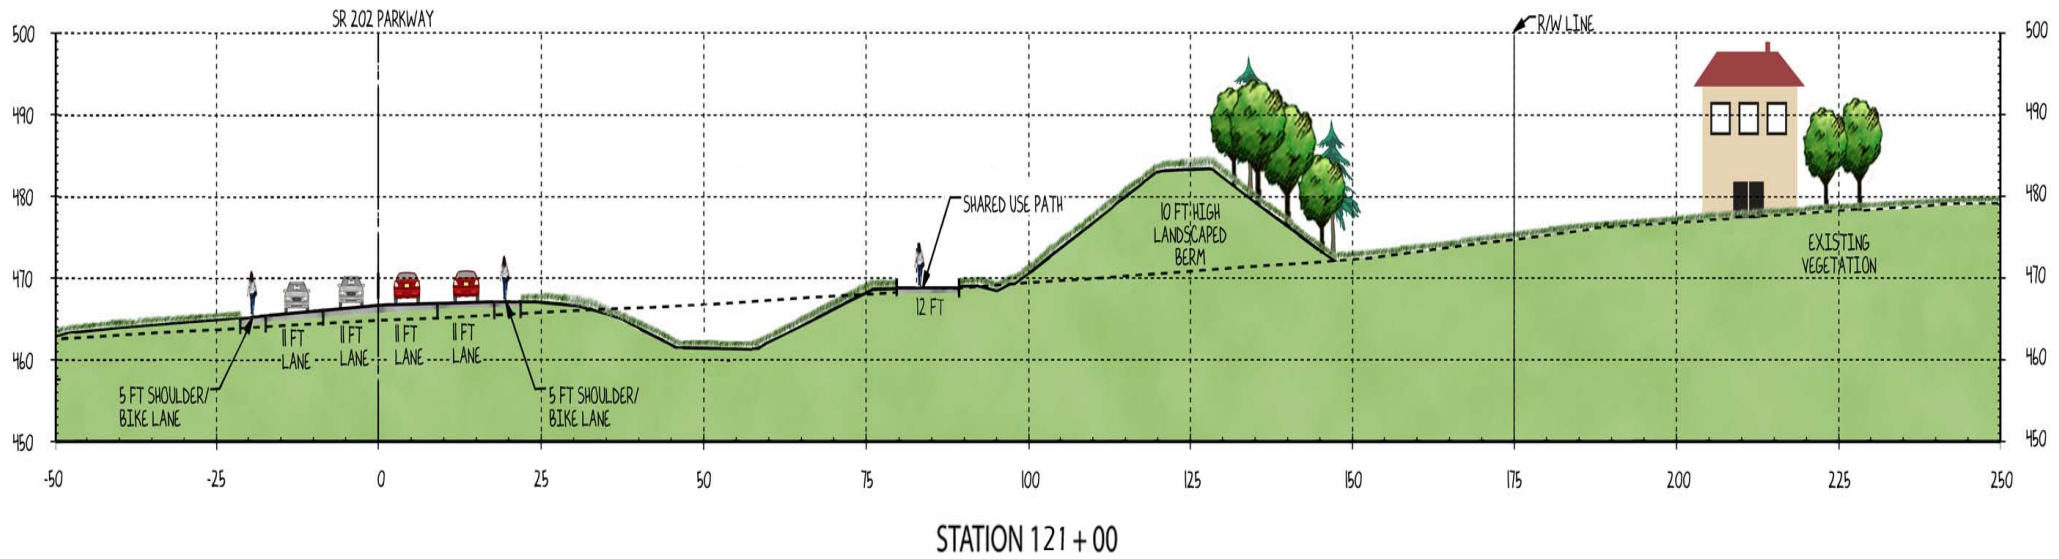 SR 202 PARKWAY
R/W LINE
500
500
490
490
480
480
SHARED USE PATH
10 FT HIGH
LANDSCAPED
BERM
EXISTING
VEGETATION
470
470
12 FT
11 FT
LANE
11 FT
LANE
11 FT
LANE
11 FT
LANE
460
460
5 FT SHOULDER/
BIKE LANE
5 FT SHOULDER/
BIKE LANE
450
450
-50
-25
0
25
50
75
100
125
150
175
200
225
250
STATION 121 + 00